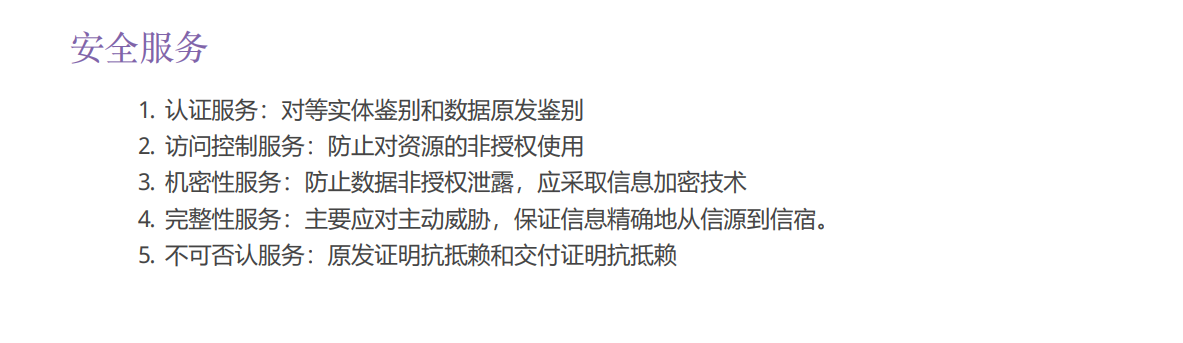 安全服务
1. 认证服务：对等实体鉴别和数据原发鉴别
2. 访问控制服务：防止对资源的非授权使用
3. 机密性服务：防止数据非授权泄露，应采取信息加密技术
4. 完整性服务：主要应对主动威胁，保证信息精确地从信源到信宿。
5. 不可否认服务：原发证明抗抵赖和交付证明抗抵赖